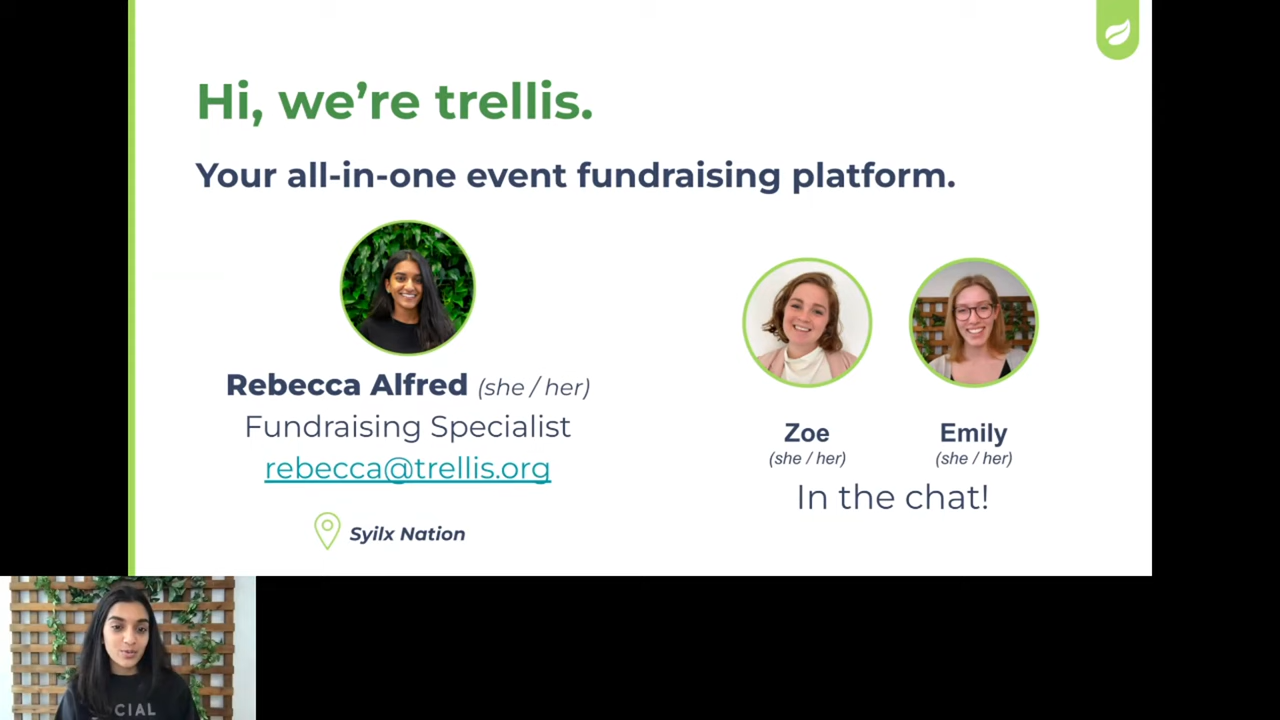 Hi, we're trellis.
Your all-in-one event fundraising platform.
Rebecca Alfred (she / her)
Fundraising Specialist
rebecca@trellis.org
Syilx Nation
Zoe
(she / her)
Emily
(she / her)
In the chat!